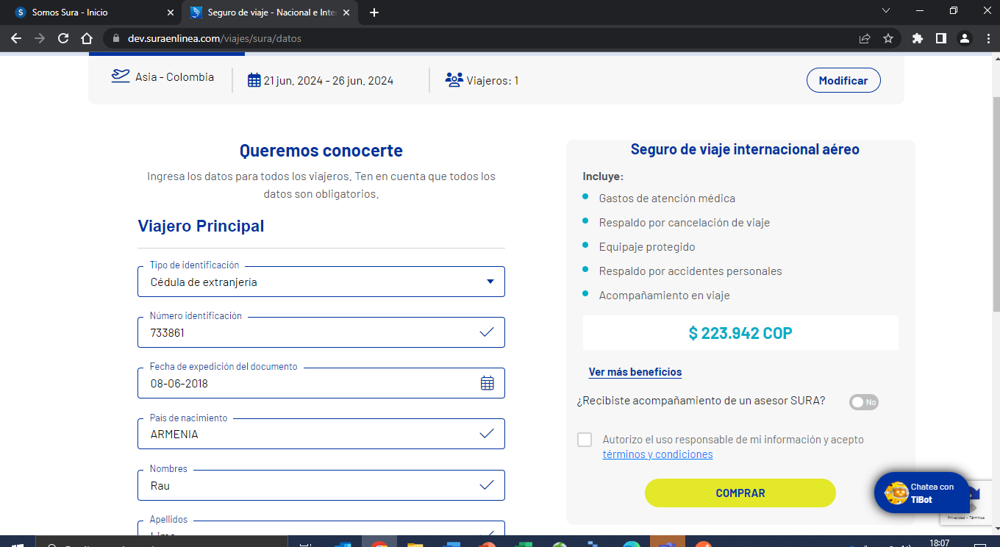 Somos Sura - Inicio
Seguro de viaje - Nacional e Inte
dev.suraenlinea.com/viajes/sura/datos
Asia - Colombia
21 jun. 2024 - 26 jun. 2024
Viajeros: 1
Modificar
Queremos conocerte
Ingresa los datos para todos los viajeros. Ten en cuenta que todos los
datos son obligatorios.
Viajero Principal
Tipo de identificación
Cédula de extranjería
Número identificación
733861
Fecha de expedición del documento
08-06-2018
País de nacimiento
ARMENIA
Nombres
Rau
Apellidos
Seguro de viaje internacional aéreo
Incluye:
Gastos de atención médica
Respaldo por cancelación de viaje
Equipaje protegido
Respaldo por accidentes personales
Acompañamiento en viaje
$ 223.942 COP
Ver más beneficios
¿Recibiste acompañamiento de un asesor SURA?
No
Autorizo el uso responsable de mi información y acepto
términos y condiciones
COMPRAR
Chatea con
TiBot
Privacidad - Términos
18:07